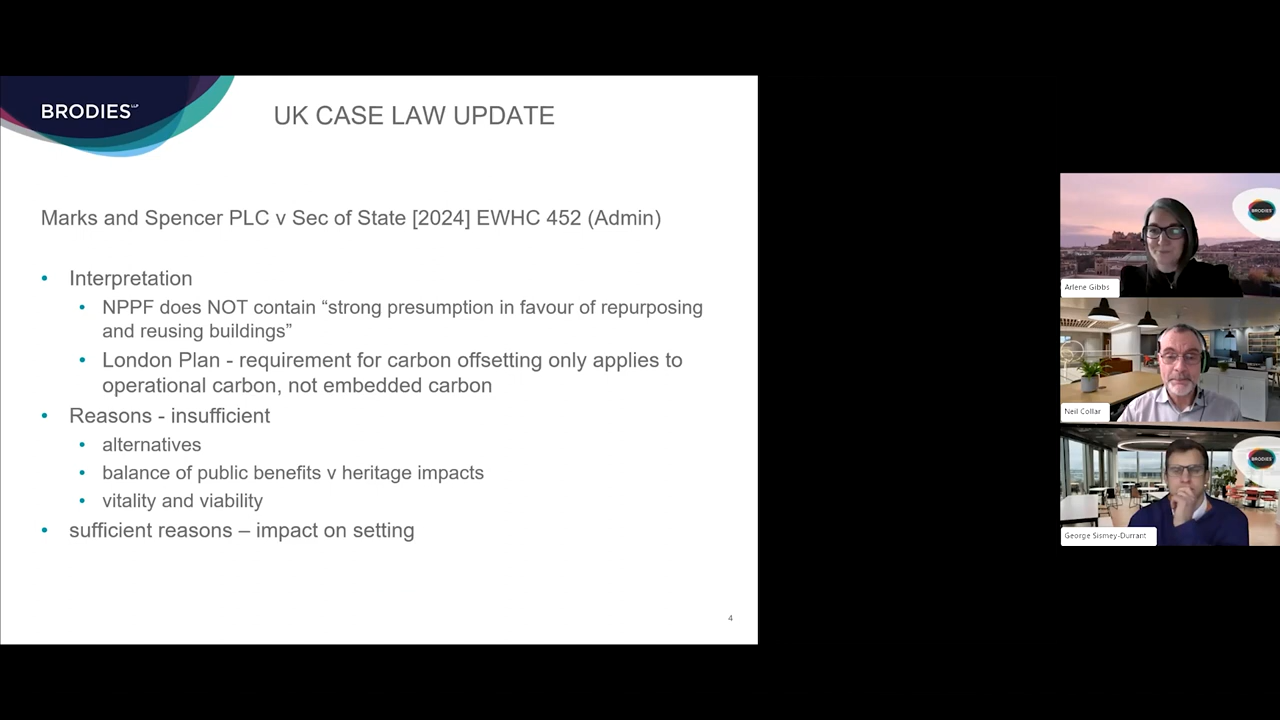 BRODIES LLP
UK CASE LAW UPDATE
Marks and Spencer PLC v Sec of State [2024] EWHC 452 (Admin)
• Interpretation
• NPPF does NOT contain “strong presumption in favour of repurposing
and reusing buildings”
• London Plan - requirement for carbon offsetting only applies to
operational carbon, not embedded carbon
• Reasons - insufficient
• alternatives
• balance of public benefits v heritage impacts
• vitality and viability
• sufficient reasons – impact on setting
4
BRODIES
Arlene Gibbs
Neil Collar
BRODIES
George Sismey-Durrant